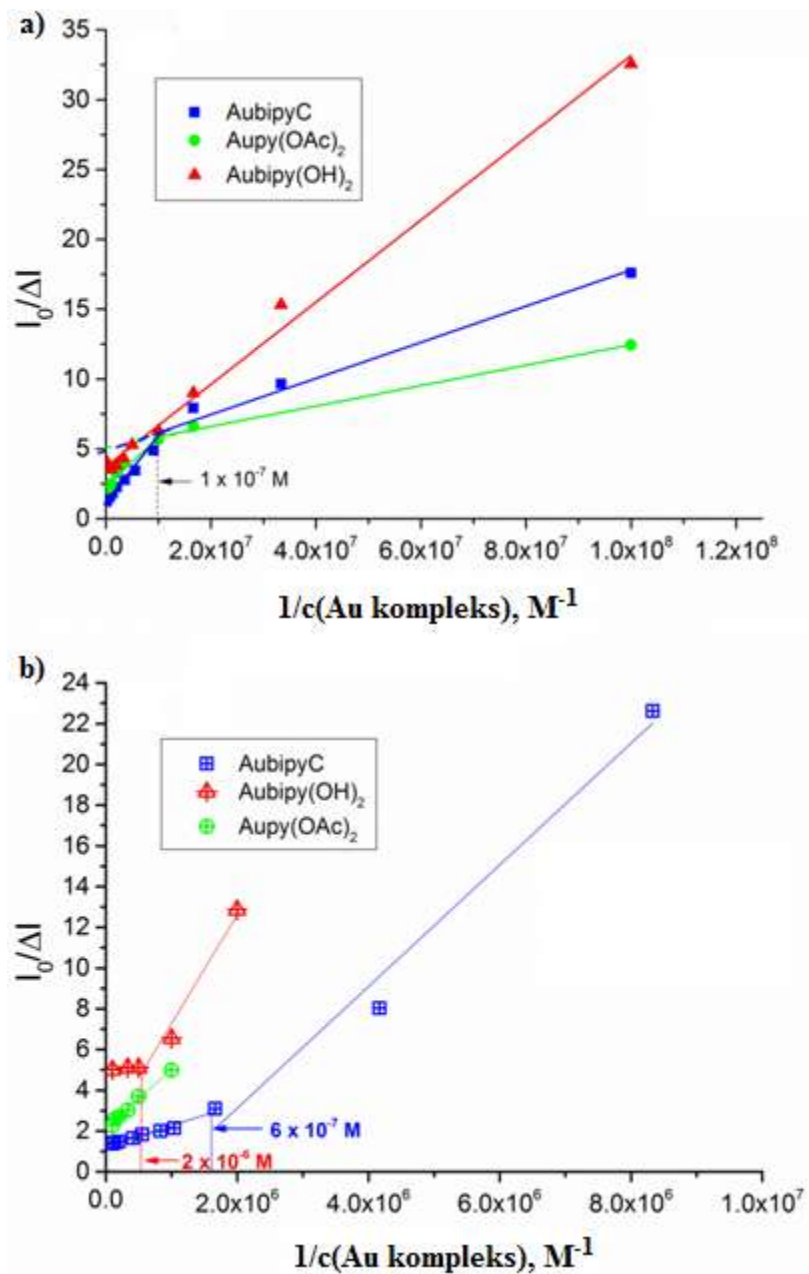 a)
35
30
25
20
15
10
5
0
I₀/ΔI
AubipyC
Aupy(OAc)₂
Aubipy(OH)₂
1 x 10⁻⁷ M
0.0 2.0x10⁷ 4.0x10⁷ 6.0x10⁷ 8.0x10⁷ 1.0x10⁸ 1.2x10⁸
1/c(Au kompleks), M⁻¹
b)
24
22
20
18
16
14
12
10
8
6
4
2
0
I₀/ΔI
AubipyC
Aubipy(OH)₂
Aupy(OAc)₂
6 x 10⁻⁷ M
2 x 10⁻⁶ M
0.0 2.0x10⁶ 4.0x10⁶ 6.0x10⁶ 8.0x10⁶ 1.0x10⁷
1/c(Au kompleks), M⁻¹